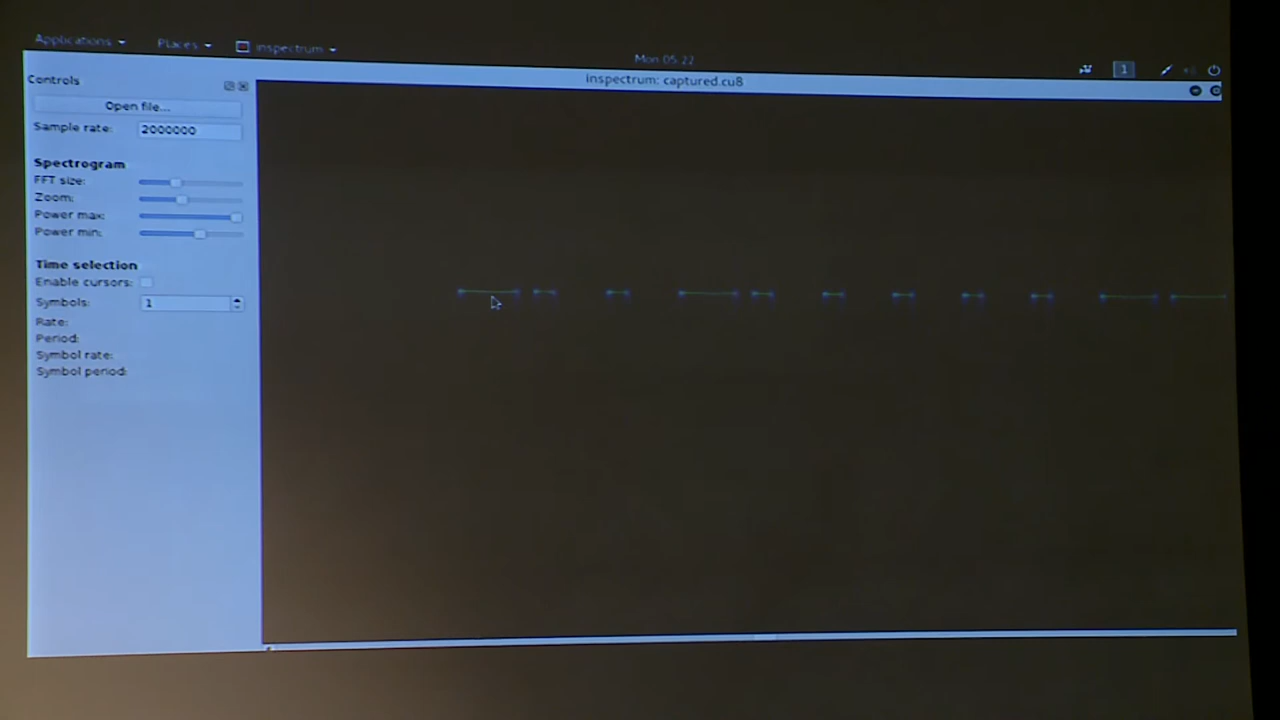 Applications Places inspectrum
Mon 05:22
1
inspectrum: captured.cu8
Controls
Open file...
Sample rate: 2000000
Spectrogram
FFT size:
Zoom:
Power max:
Power min:
Time selection
Enable cursors:
Symbols: 1
Rate:
Period:
Symbol rate:
Symbol period: